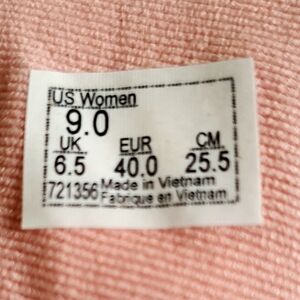 US Women
9.0
UK EUR CM
6.5 40.0 25.5
721356 Made in Vietnam
Fabrique en Vietnam